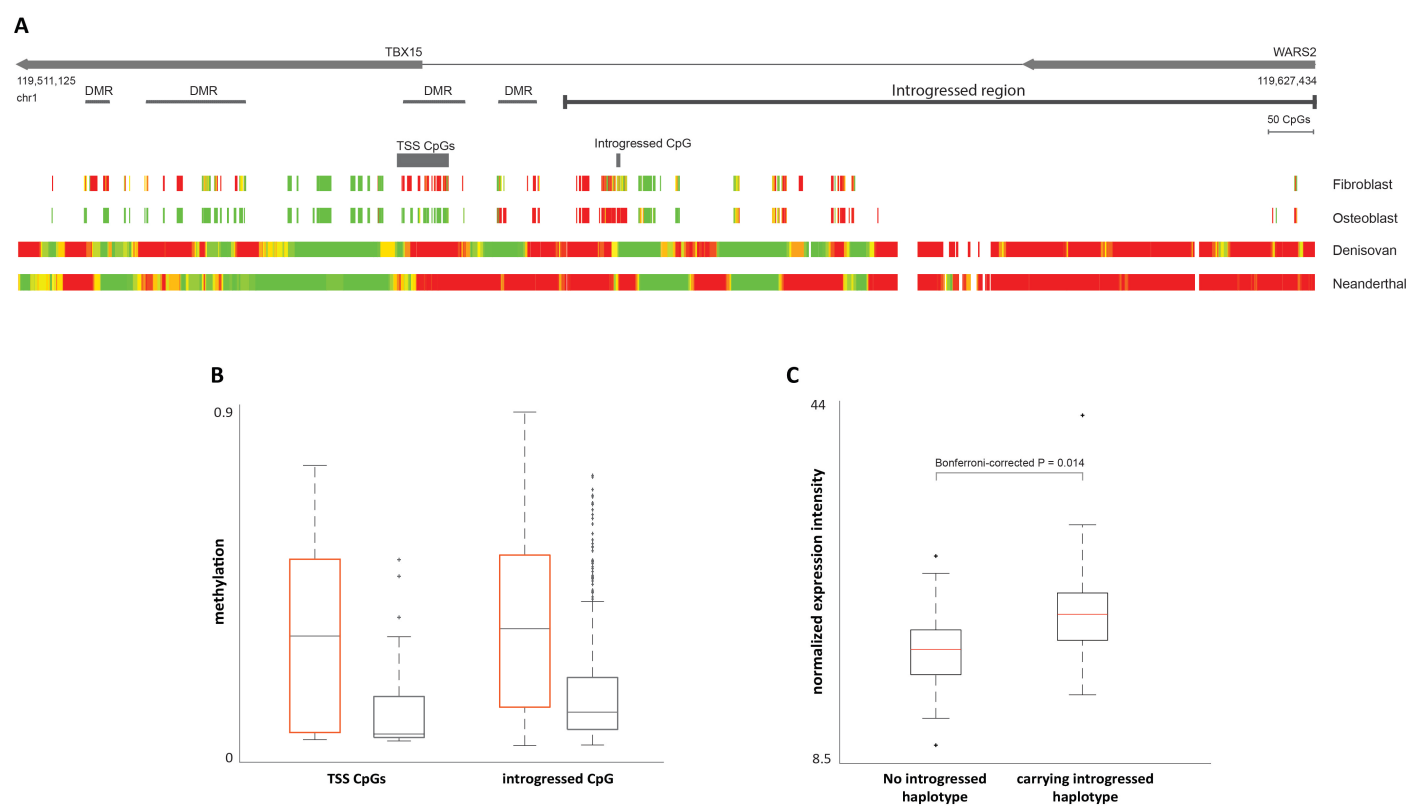 A
TBX15
WARS2
119,511,125
119,627,434
chr1
DMR
DMR
DMR
DMR
Introgressed region
50 CpGs
TSS CpGs
Introgressed CpG
Fibroblast
Osteoblast
Denisovan
Neanderthal
B
0.9
methylation
0
TSS CpGs
introgressed CpG
C
44
Bonferroni-corrected P = 0.014
normalized expression intensity
8.5
No introgressed
haplotype
carrying introgressed
haplotype